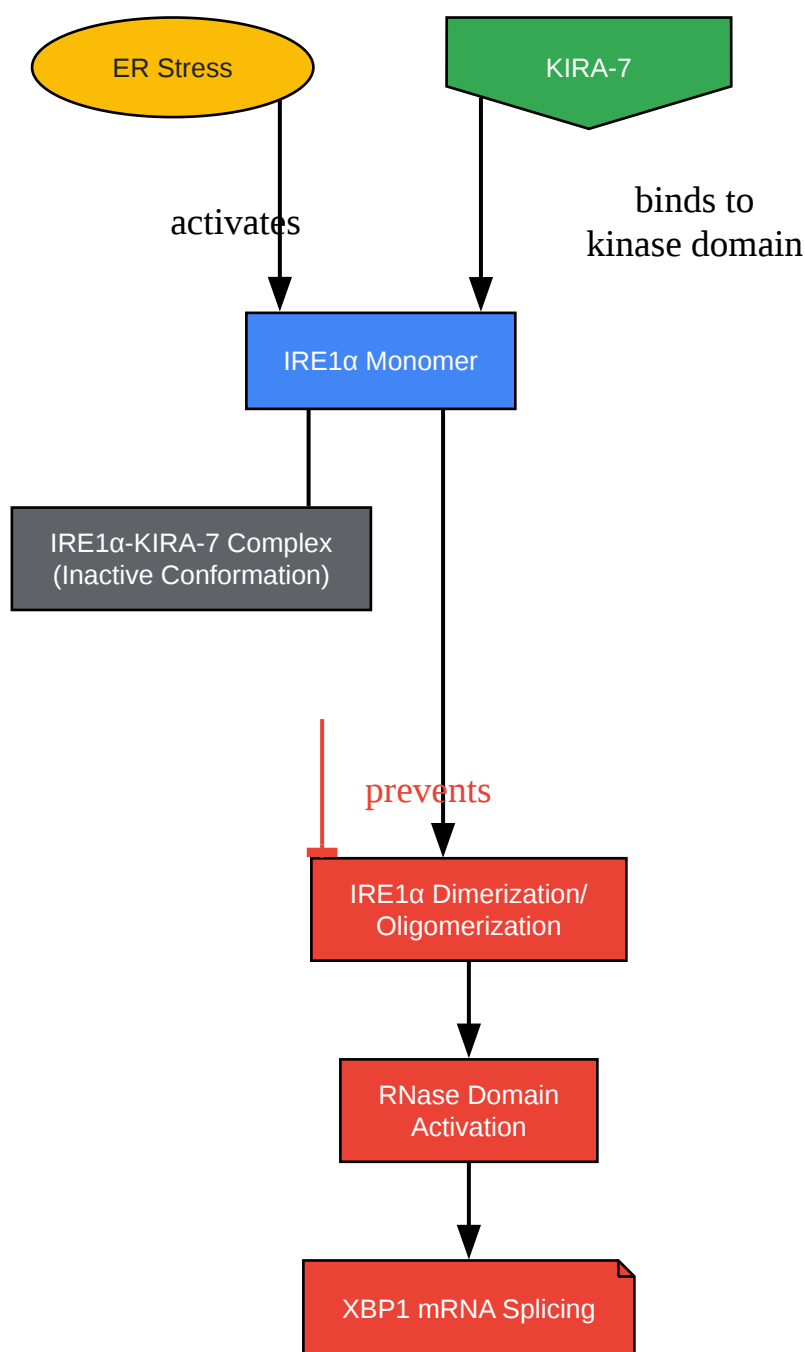 ER Stress
KIRA-7
activates
binds to
kinase domain
IRE1α Monomer
IRE1α-KIRA-7 Complex
(Inactive Conformation)
prevents
IRE1α Dimerization/
Oligomerization
RNase Domain
Activation
XBP1 mRNA Splicing